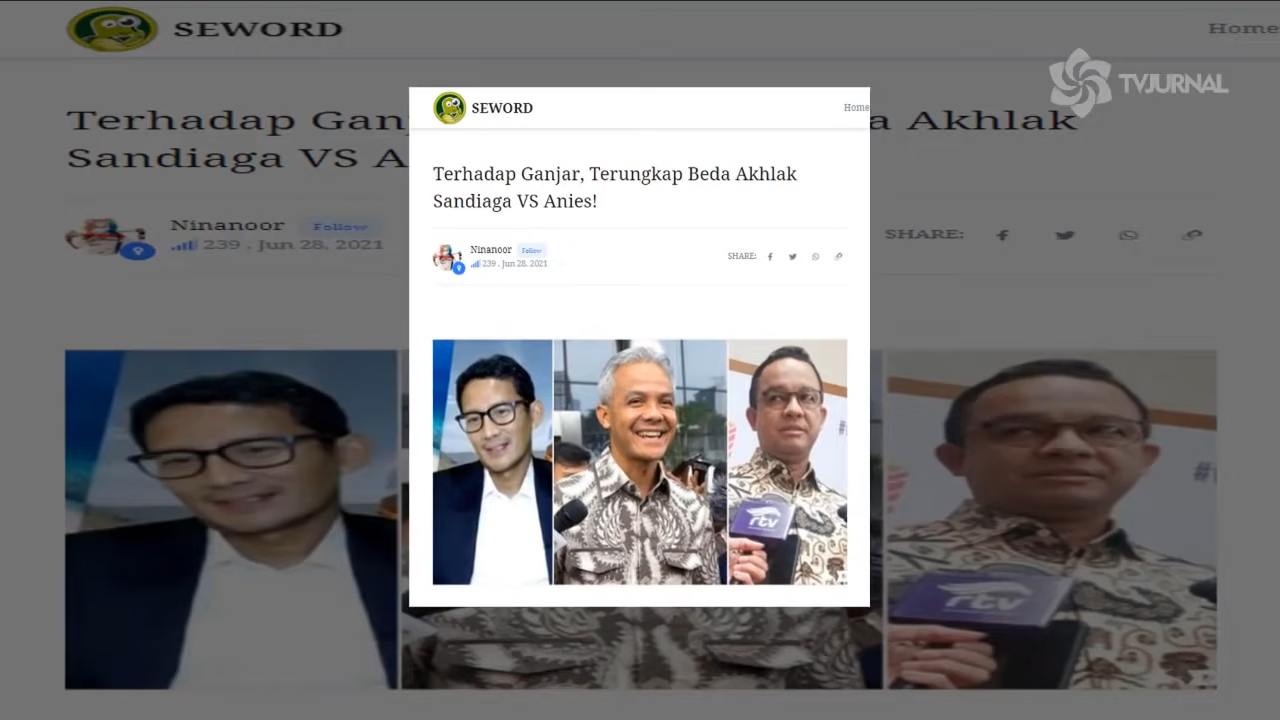 SEWORD
Home
TVJURNAL
Terhadap Gan
a Akhlak
Sandiaga VS A
Ninanoor Follow
239 . Jun 28, 2021
SHARE:
SEWORD
Home
Terhadap Ganjar, Terungkap Beda Akhlak
Sandiaga VS Anies!
Ninanoor Follow
239 . Jun 28, 2021
SHARE:
rtv
rtv